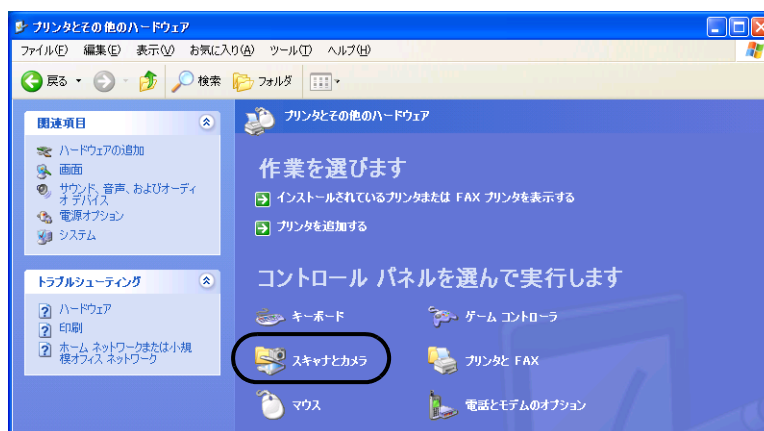 プリンタとその他のハードウェア
ファイル(F) 編集(E) 表示(V) お気に入り(A) ツール(T) ヘルプ(H)
戻る 検索 フォルダ
関連項目
ハードウェアの追加
画面
サウンド、音声、およびオーディ
オ デバイス
電源オプション
システム
トラブルシューティング
ハードウェア
印刷
ホーム ネットワークまたは小規
模オフィス ネットワーク
プリンタとその他のハードウェア
作業を選びます
インストールされているプリンタまたは FAX プリンタを表示する
プリンタを追加する
コントロール パネルを選んで実行します
キーボード
ゲーム コントローラ
スキャナとカメラ
プリンタと FAX
マウス
電話とモデムのオプション